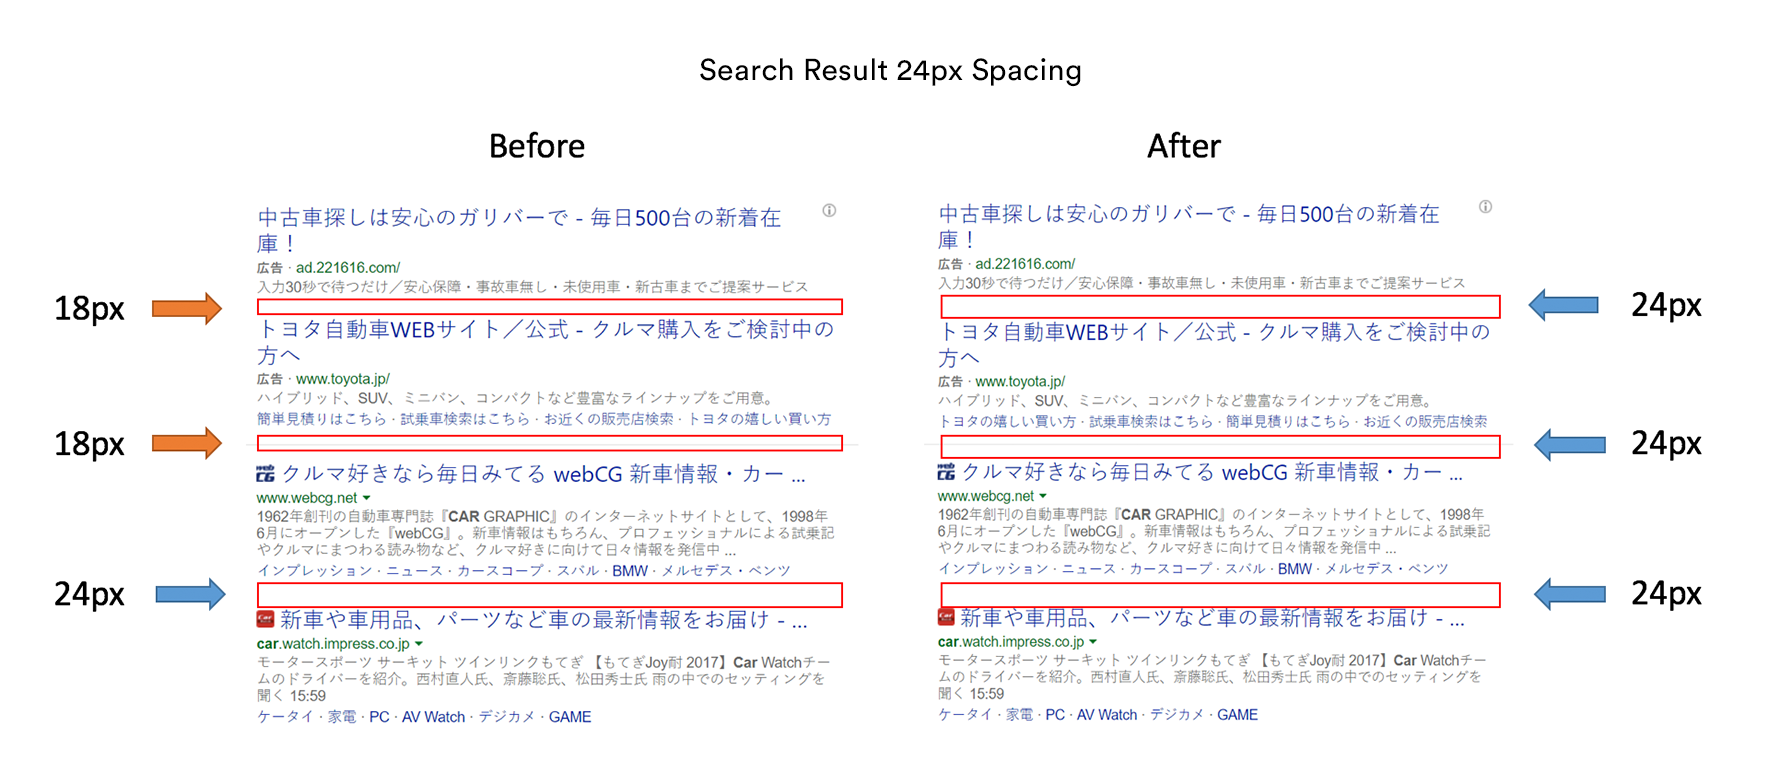 Search Result 24px Spacing
Before
中古車探しは安心のガリバーで - 毎日500台の新着在
庫！
広告 · ad.221616.com/
入力30秒で待つだけ／安心保障・事故車無し・未使用車・新古車までご提案サービス
18px
トヨタ自動車WEBサイト／公式 - クルマ購入をご検討中の
方へ
広告 · www.toyota.jp/
ハイブリッド、SUV、ミニバン、コンパクトなど豊富なラインナップをご用意。
簡単見積りはこちら · 試乗車検索はこちら · お近くの販売店検索 · トヨタの嬉しい買い方
18px
web CG クルマ好きなら毎日みてる webCG 新車情報・カー ...
www.webcg.net
1962年創刊の自動車専門誌『CAR GRAPHIC』のインターネットサイトとして、1998年
6月にオープンした『webCG』。新車情報はもちろん、プロフェッショナルによる試乗記
やクルマにまつわる読み物など、クルマ好きに向けて日々情報を発信中 ...
インプレッション · ニュース · カースコープ · スバル · BMW · メルセデス・ベンツ
24px
Car 新車や車用品、パーツなど車の最新情報をお届け - ...
car.watch.impress.co.jp
モータースポーツ サーキット ツインリンクもてぎ 【もてぎJoy耐 2017】Car Watchチー
ムのドライバーを紹介。西村直人氏、斎藤聡氏、松田秀士氏 雨の中でのセッティングを
聞く 15:59
ケータイ · 家電 · PC · AV Watch · デジカメ · GAME
After
中古車探しは安心のガリバーで - 毎日500台の新着在
庫！
広告 · ad.221616.com/
入力30秒で待つだけ／安心保障・事故車無し・未使用車・新古車までご提案サービス
24px
トヨタ自動車WEBサイト／公式 - クルマ購入をご検討中の
方へ
広告 · www.toyota.jp/
ハイブリッド、SUV、ミニバン、コンパクトなど豊富なラインナップをご用意。
トヨタの嬉しい買い方 · 試乗車検索はこちら · 簡単見積りはこちら · お近くの販売店検索
24px
web CG クルマ好きなら毎日みてる webCG 新車情報・カー ...
www.webcg.net
1962年創刊の自動車専門誌『CAR GRAPHIC』のインターネットサイトとして、1998年
6月にオープンした『webCG』。新車情報はもちろん、プロフェッショナルによる試乗記
やクルマにまつわる読み物など、クルマ好きに向けて日々情報を発信中 ...
インプレッション · ニュース · カースコープ · スバル · BMW · メルセデス・ベンツ
24px
Car 新車や車用品、パーツなど車の最新情報をお届け - ...
car.watch.impress.co.jp
モータースポーツ サーキット ツインリンクもてぎ 【もてぎJoy耐 2017】Car Watchチー
ムのドライバーを紹介。西村直人氏、斎藤聡氏、松田秀士氏 雨の中でのセッティングを
聞く 15:59
ケータイ · 家電 · PC · AV Watch · デジカメ · GAME